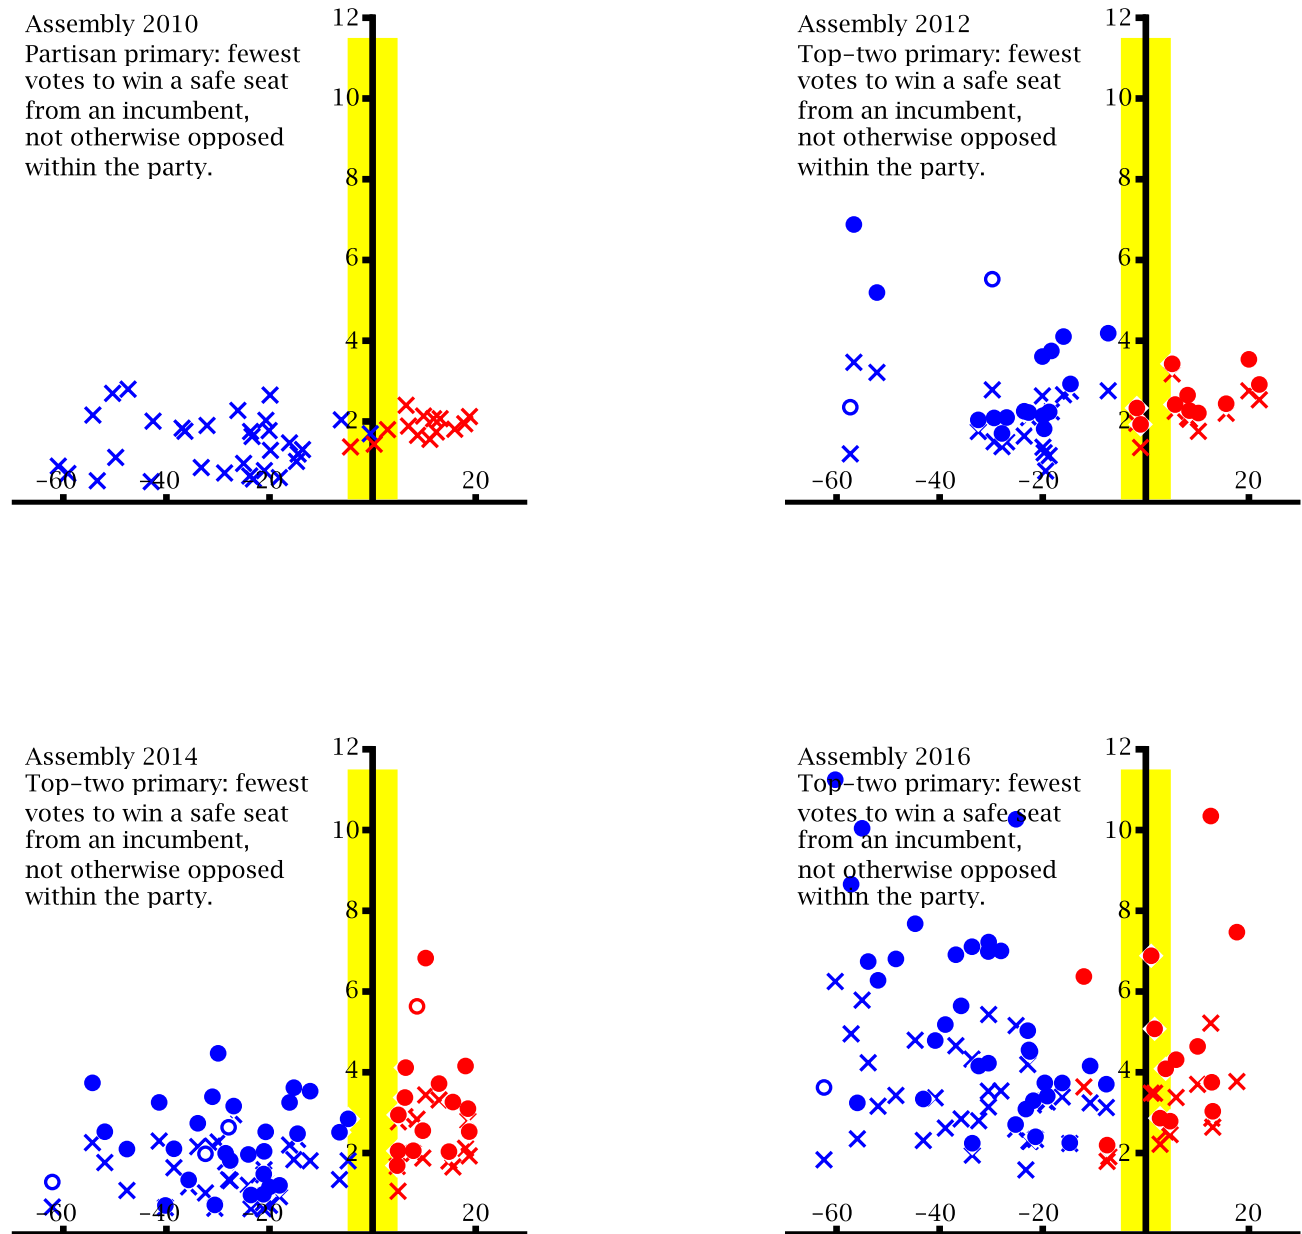 Assembly 2010
Partisan primary: fewest
votes to win a safe seat
from an incumbent,
not otherwise opposed
within the party.
12
10
8
6
4
2
-60 -40 -20 20
Assembly 2012
Top-two primary: fewest
votes to win a safe seat
from an incumbent,
not otherwise opposed
within the party.
12
10
8
6
4
2
-60 -40 -20 20
Assembly 2014
Top-two primary: fewest
votes to win a safe seat
from an incumbent,
not otherwise opposed
within the party.
12
10
8
6
4
2
-60 -40 -20 20
Assembly 2016
Top-two primary: fewest
votes to win a safe seat
from an incumbent,
not otherwise opposed
within the party.
12
10
8
6
4
2
-60 -40 -20 20